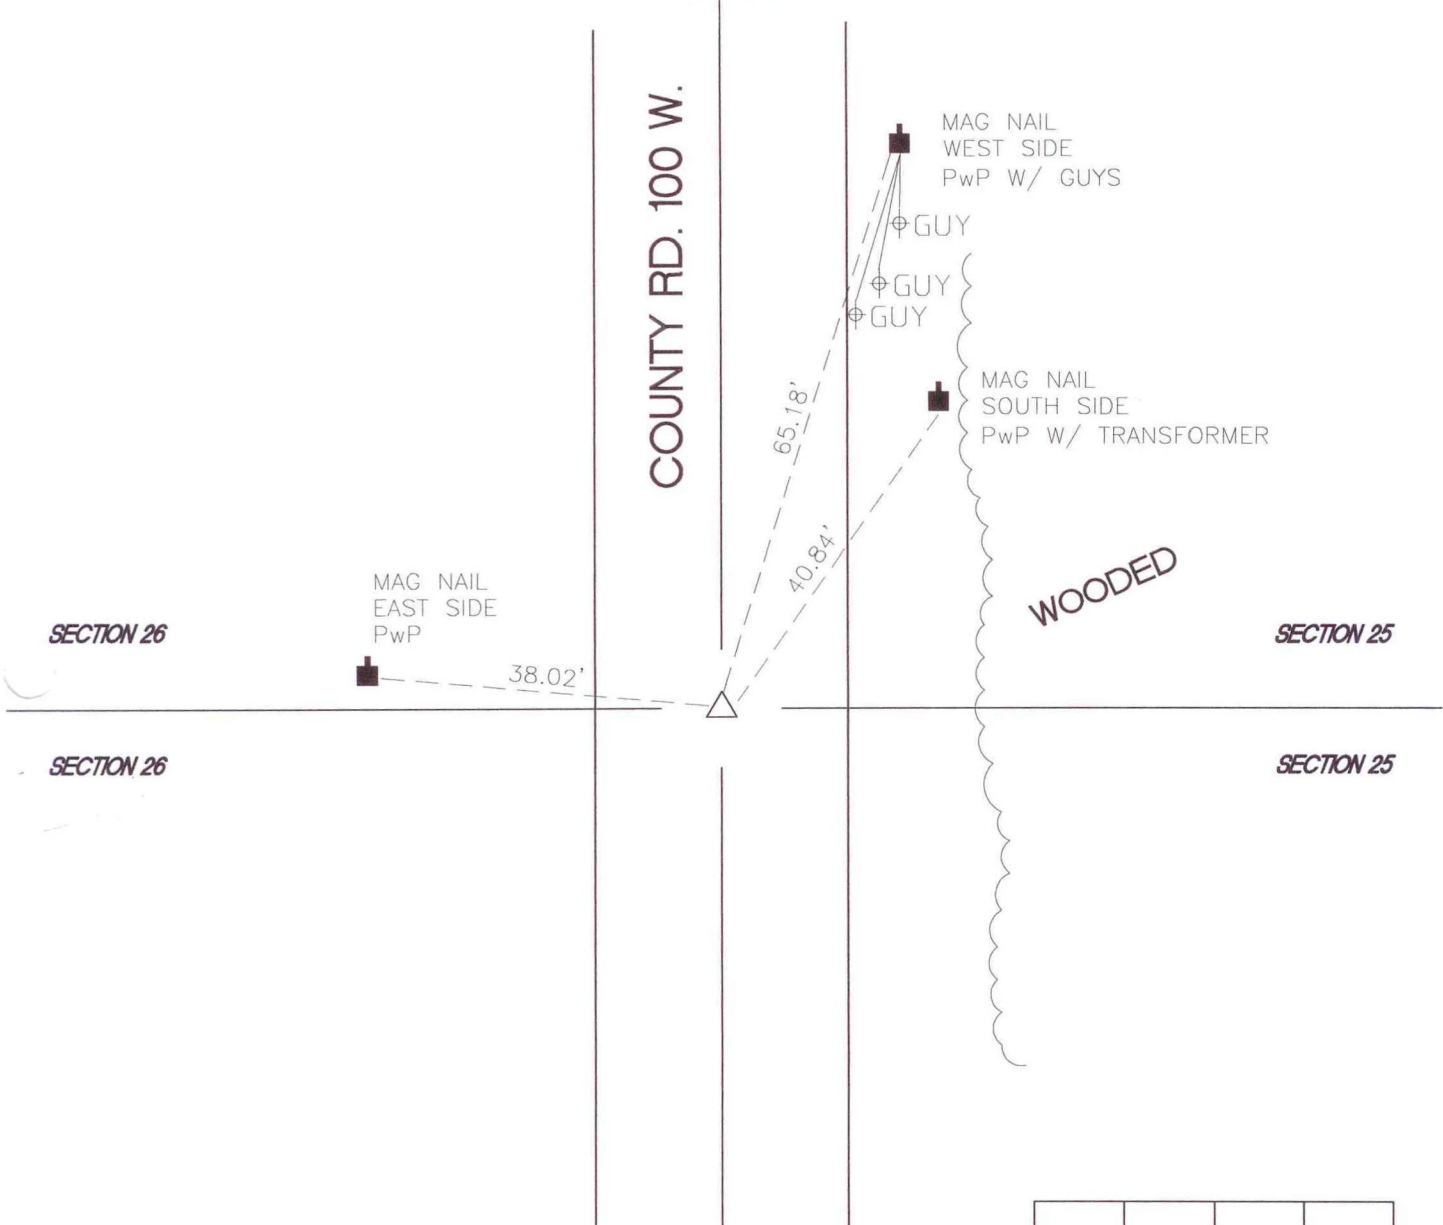 COUNTY RD. 100 W.
MAG NAIL
WEST SIDE
PwP W/ GUYS
GUY
GUY
GUY
65.18'
MAG NAIL
SOUTH SIDE
PwP W/ TRANSFORMER
40.84'
WOODED
MAG NAIL
EAST SIDE
PwP
38.02'
SECTION 26
SECTION 25
SECTION 26
SECTION 25